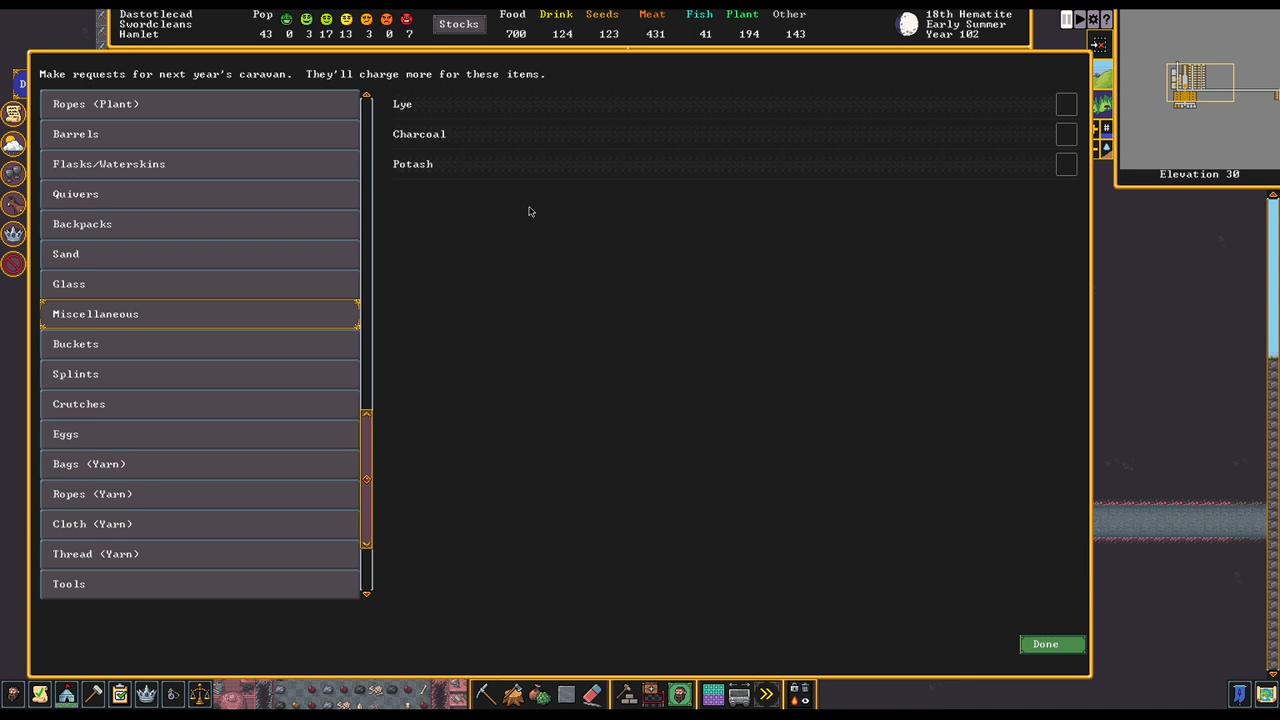 Dastotlecad
Swordcleans
Hamlet
Pop
43 0 3 17 13 3 0 7
Stocks
Food Drink Seeds Meat Fish Plant Other
700 124 123 431 41 194 143
18th Hematite
Early Summer
Year 102
?
D
Make requests for next year's caravan. They'll charge more for these items.
Ropes (Plant)
Barrels
Flasks/Waterskins
Quivers
Backpacks
Sand
Glass
Miscellaneous
Buckets
Splints
Crutches
Eggs
Bags (Yarn)
Ropes (Yarn)
Cloth (Yarn)
Thread (Yarn)
Tools
Lye
Charcoal
Potash
Done
#
Elevation 30